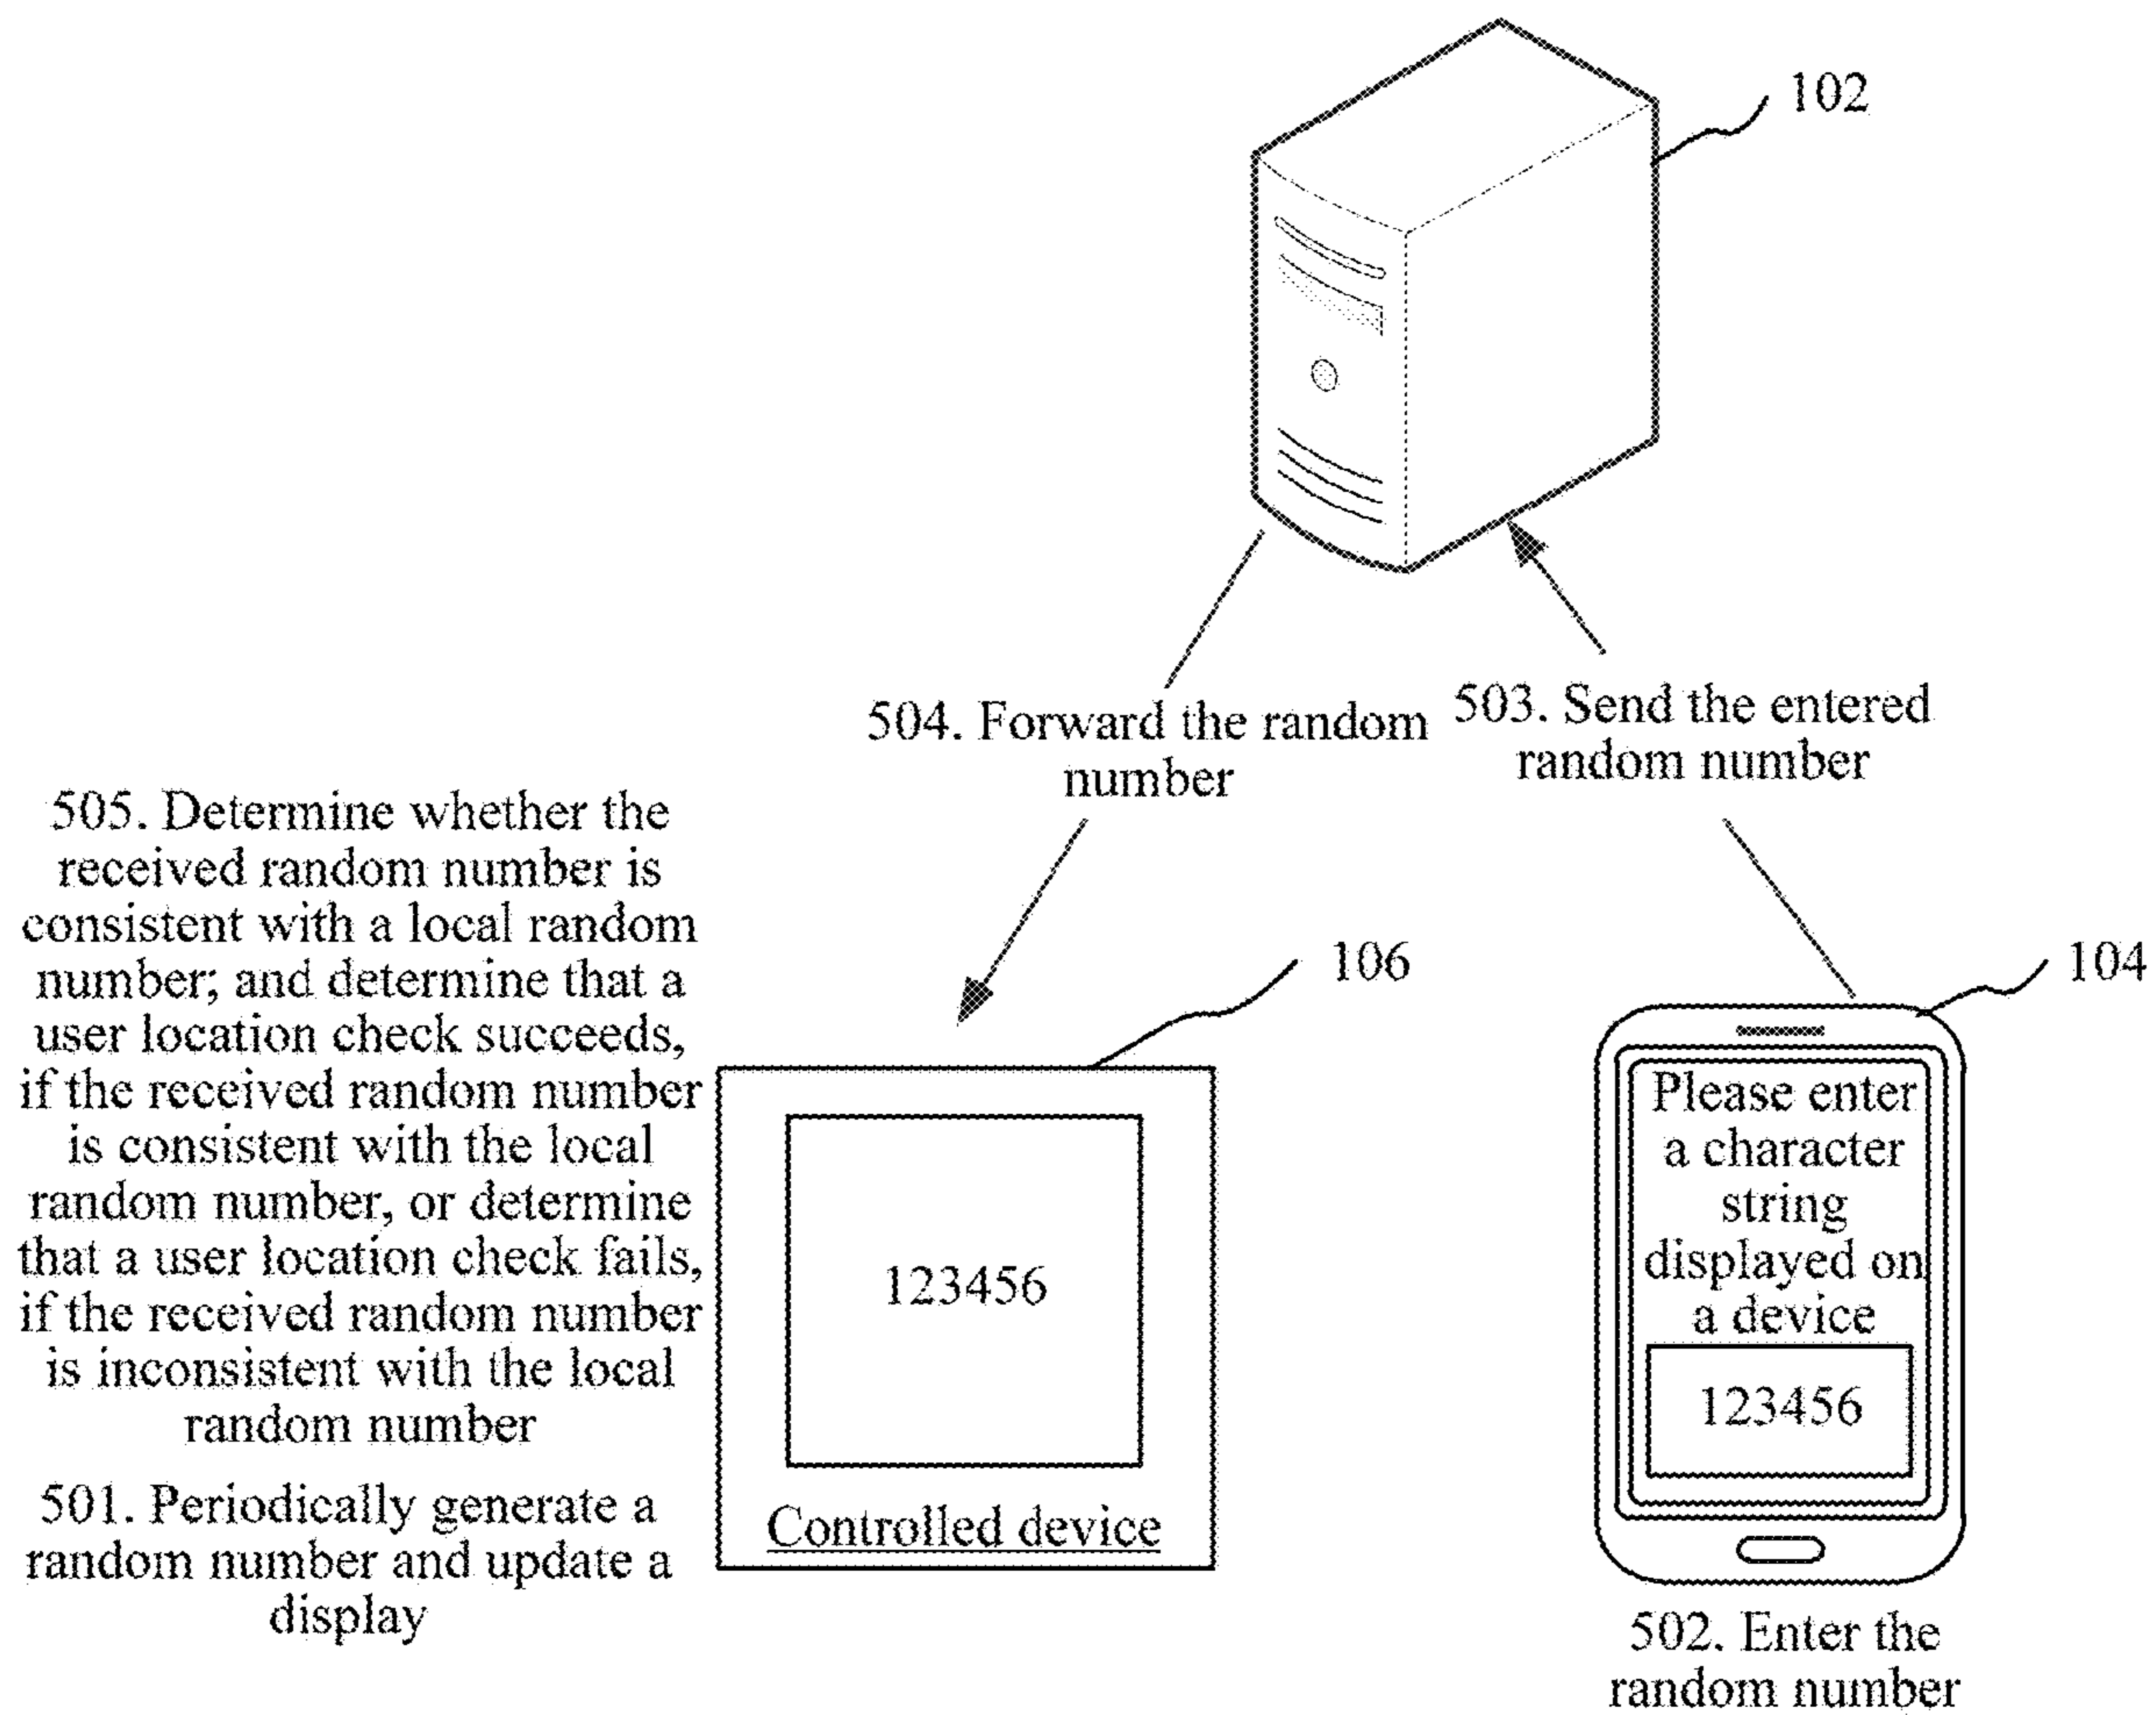 102
504. Forward the random
number
503. Send the entered
random number
505. Determine whether the
received random number is
consistent with a local random
number; and determine that a
user location check succeeds,
if the received random number
is consistent with the local
random number, or determine
that a user location check fails,
if the received random number
is inconsistent with the local
random number
501. Periodically generate a
random number and update a
display
106
123456
Controlled device
104
Please enter
a character
string
displayed on
a device
123456
502. Enter the
random number